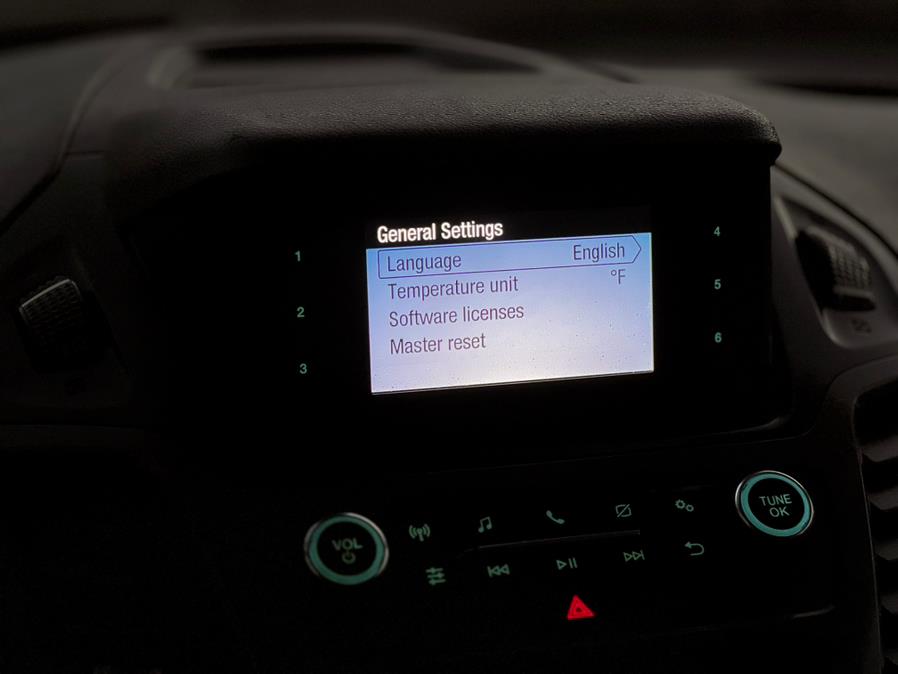 General Settings
Language English
Temperature unit °F
Software licenses
Master reset
1
2
3
4
5
6
VOL
TUNE
OK